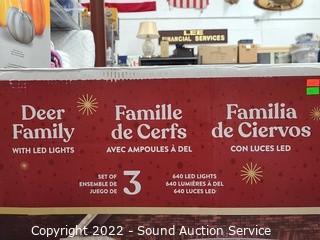 LEE
FINANCIAL SERVICES
Deer
Family
WITH LED LIGHTS
Famille
de Cerfs
AVEC AMPOULES À DEL
Familia
de Ciervos
CON LUCES LED
SET OF
ENSEMBLE DE
JUEGO DE
3
640 LED LIGHTS
640 LUMIÈRES À DEL
640 LUCES LED
Copyright 2022 - Sound Auction Service